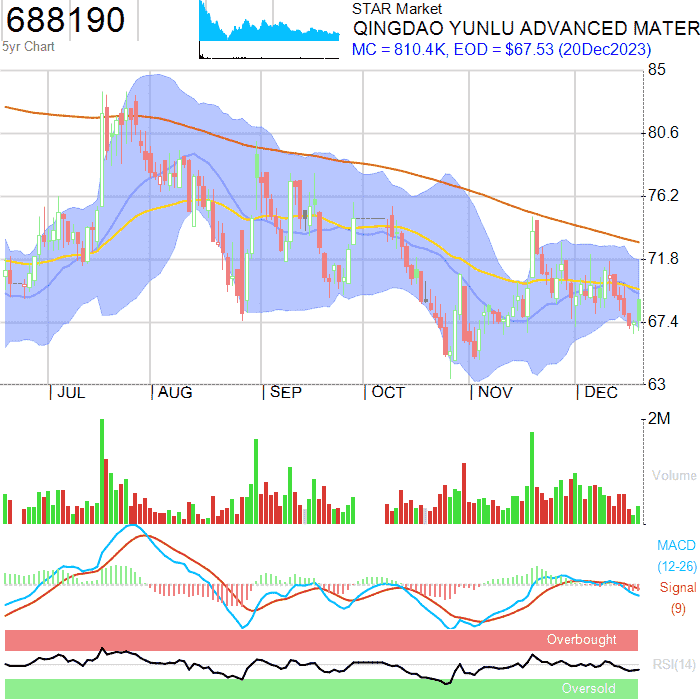 688190
5yr Chart
STAR Market
QINGDAO YUNLU ADVANCED MATER
MC = 810.4K, EOD = $67.53 (20Dec2023)
85
80.6
76.2
71.8
67.4
63
JUL AUG SEP OCT NOV DEC
2M
Volume
MACD
(12-26)
Signal
(9)
Overbought
RSI(14)
Oversold